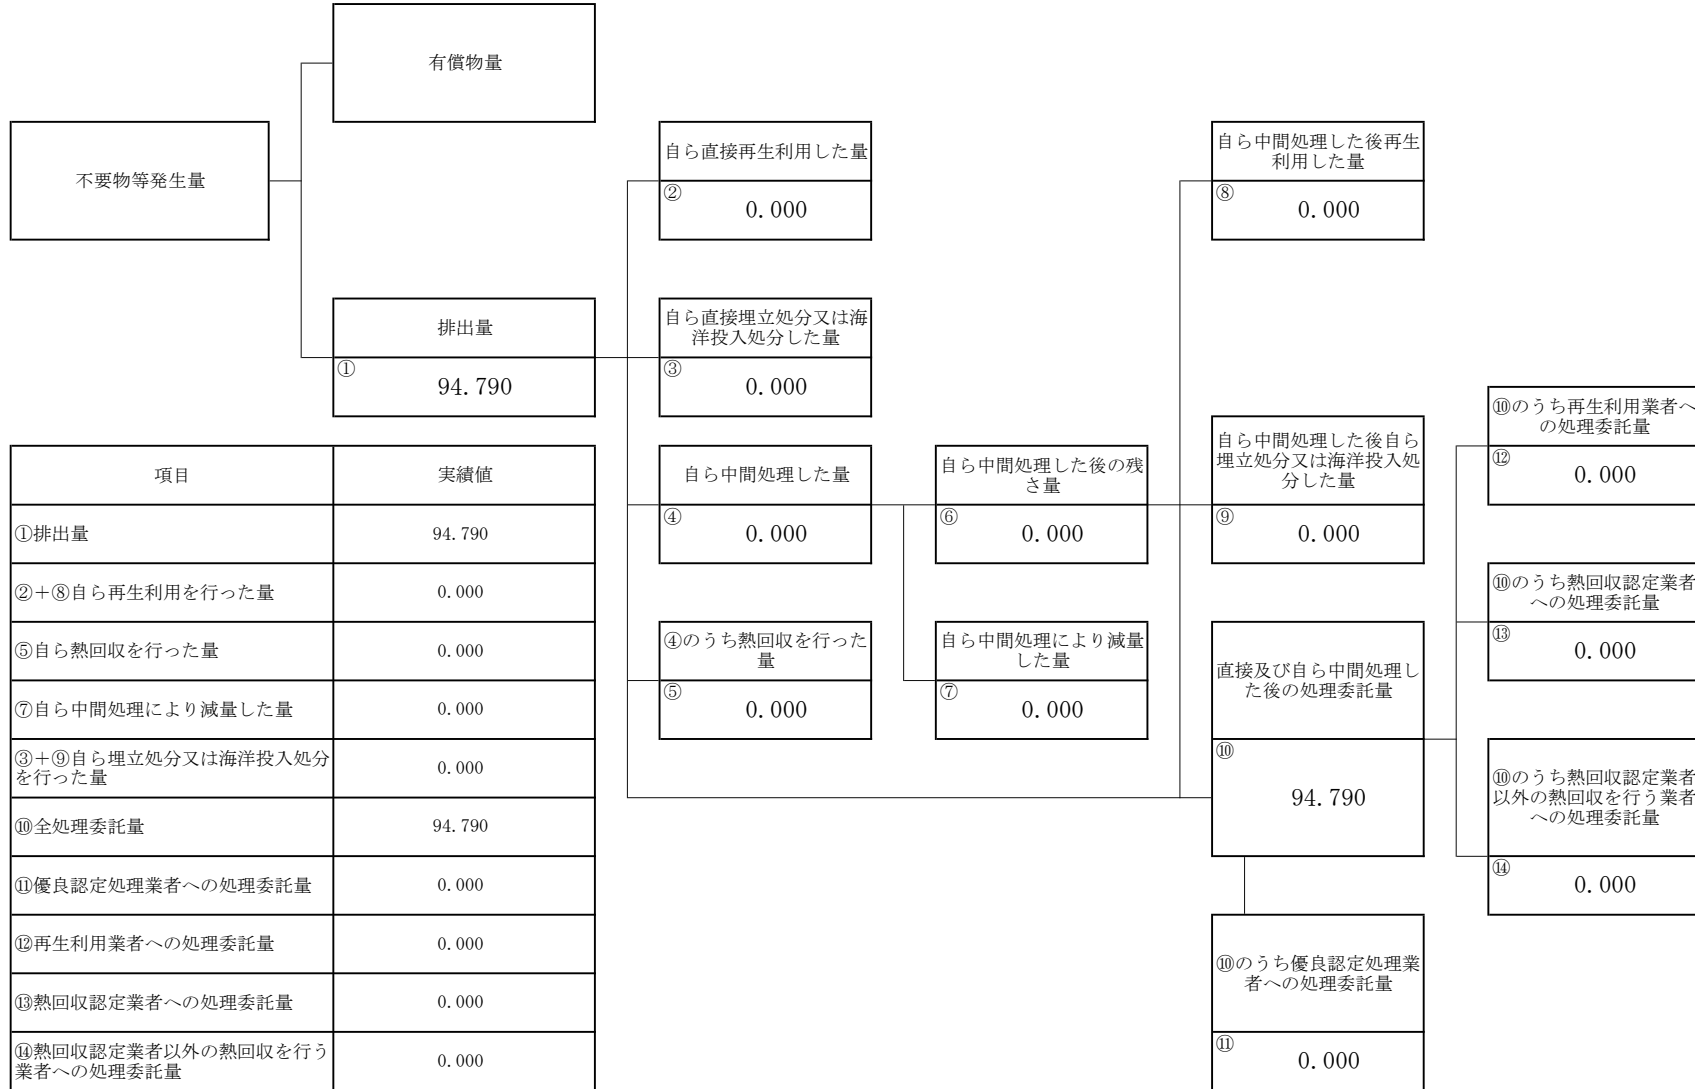 有償物量
不要物等発生量
自ら直接再生利用した量
②
0.000
自ら中間処理した後再生
利用した量
⑧
0.000
排出量
①
94.790
自ら直接埋立処分又は海
洋投入処分した量
③
0.000
項目 実績値
①排出量 94.790
②+⑧自ら再生利用を行った量 0.000
⑤自ら熱回収を行った量 0.000
⑦自ら中間処理により減量した量 0.000
③+⑨自ら埋立処分又は海洋投入処分
を行った量 0.000
⑩全処理委託量 94.790
⑪優良認定処理業者への処理委託量 0.000
⑫再生利用業者への処理委託量 0.000
⑬熱回収認定業者への処理委託量 0.000
⑭熱回収認定業者以外の熱回収を行う
業者への処理委託量 0.000
自ら中間処理した量
④
0.000
④のうち熱回収を行った
量
⑤
0.000
自ら中間処理した後の残
さ量
⑥
0.000
自ら中間処理により減量
した量
⑦
0.000
自ら中間処理した後自ら
埋立処分又は海洋投入処
分した量
⑨
0.000
直接及び自ら中間処理し
た後の処理委託量
⑩
94.790
⑩のうち優良認定処理業
者への処理委託量
⑪
0.000
⑩のうち再生利用業者へ
の処理委託量
⑫
0.000
⑩のうち熱回収認定業者
への処理委託量
⑬
0.000
⑩のうち熱回収認定業者
以外の熱回収を行う業者
への処理委託量
⑭
0.000